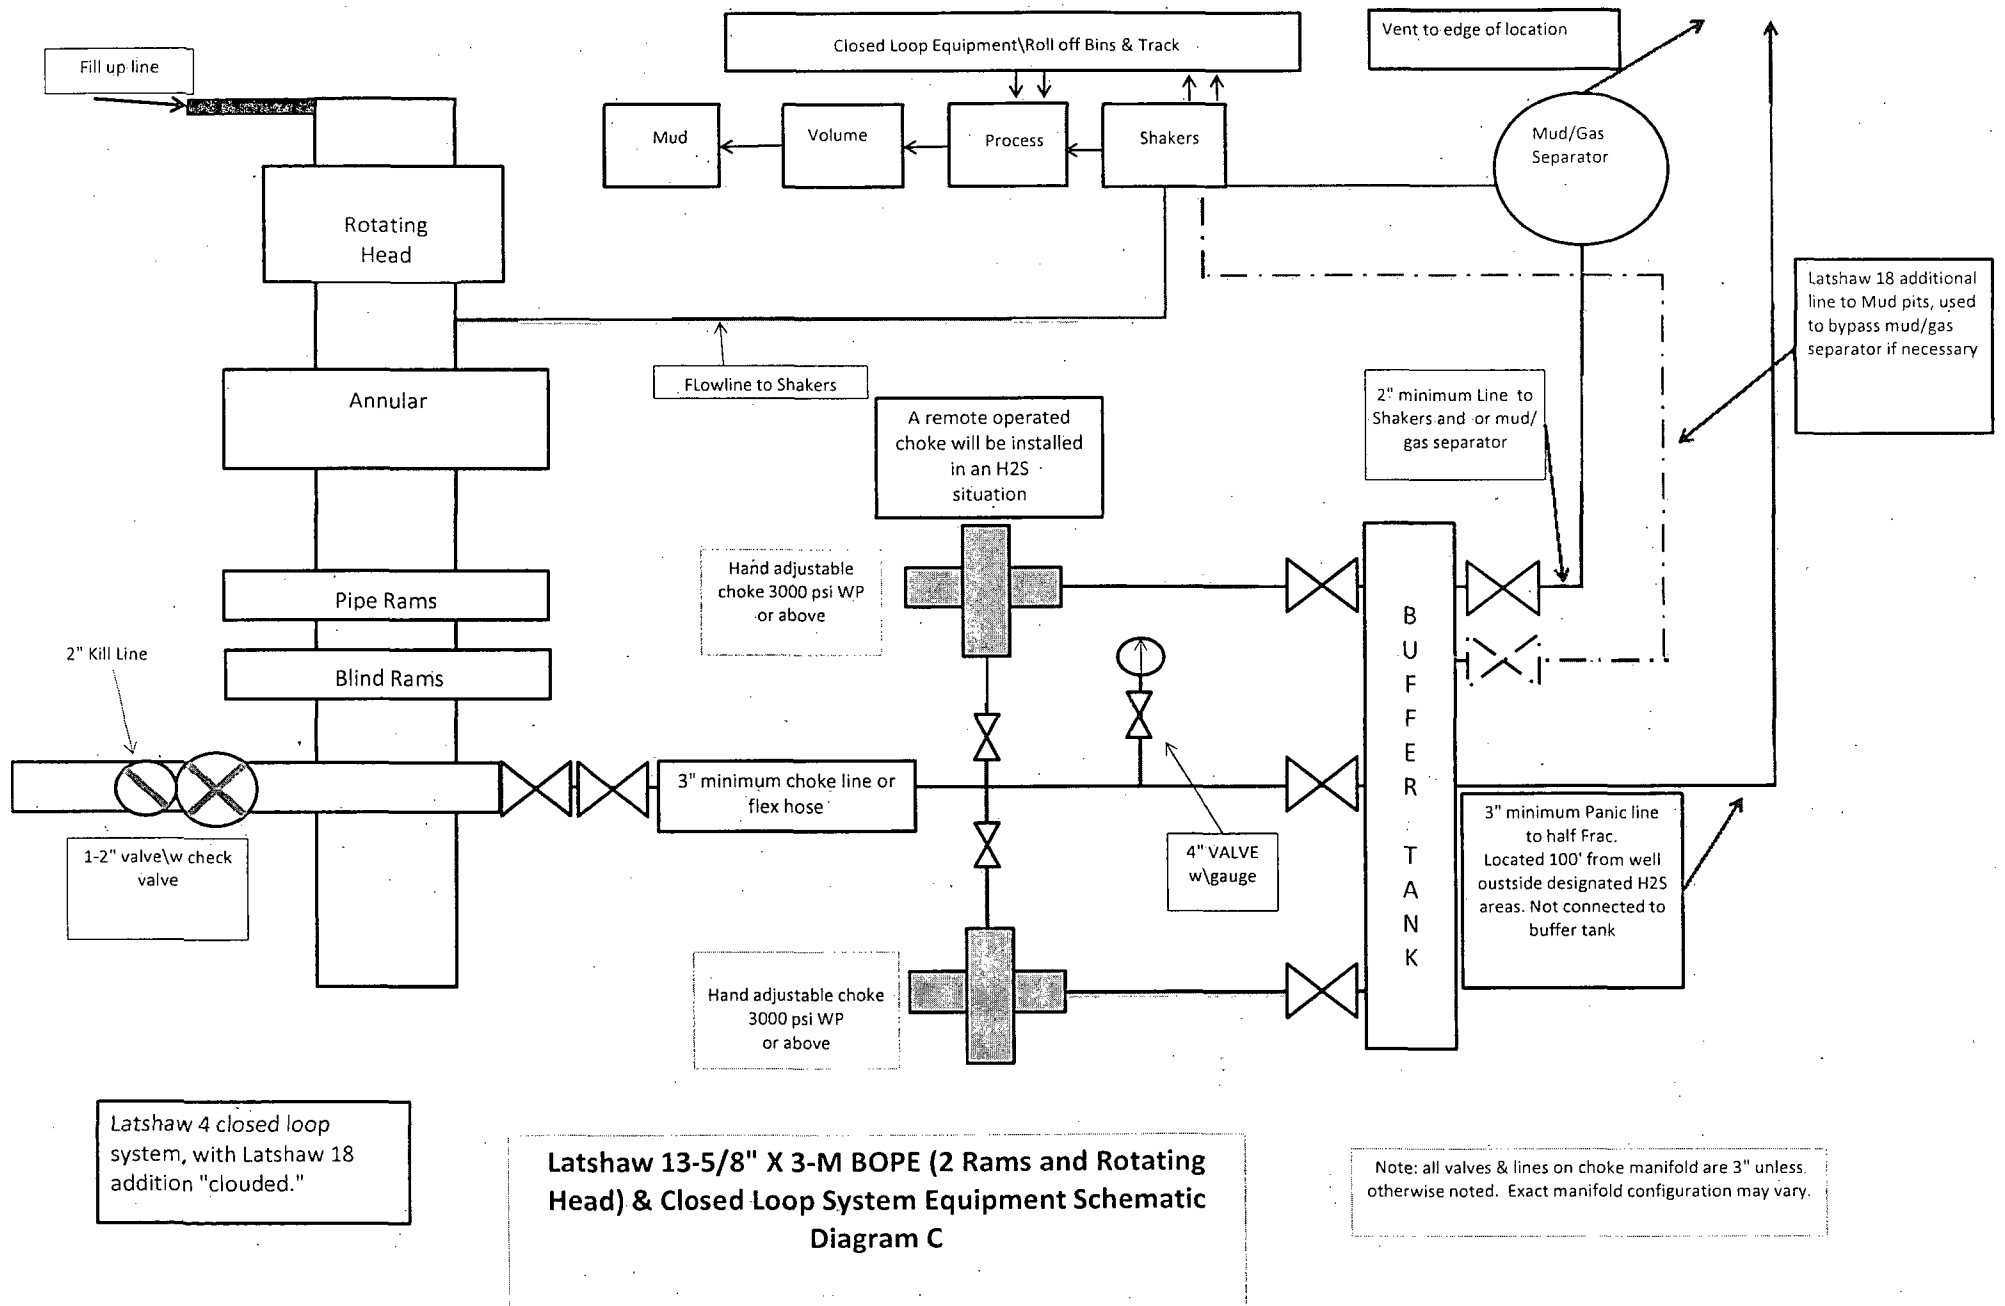 Fill up line
Closed Loop Equipment\Roll off Bins & Track
Vent to edge of location
Mud
Volume
Process
Shakers
Mud/Gas
Separator
Rotating
Head
Latshaw 18 additional
line to Mud pits, used
to bypass mud/gas
separator if necessary
FLowline to Shakers
Annular
2" minimum Line to
Shakers and or mud/
gas separator
A remote operated
choke will be installed
in an H2S
situation
Hand adjustable
choke 3000 psi WP
or above
Pipe Rams
2" Kill Line
Blind Rams
BUFFER TANK
3" minimum choke line or
flex hose
1-2" valve\w check
valve
4" VALVE
w\gauge
3" minimum Panic line
to half Frac.
Located 100' from well
oustside designated H2S
areas. Not connected to
buffer tank
Hand adjustable choke
3000 psi WP
or above
Latshaw 4 closed loop
system, with Latshaw 18
addition "clouded."
Latshaw 13-5/8" X 3-M BOPE (2 Rams and Rotating
Head) & Closed Loop System Equipment Schematic
Diagram C
Note: all valves & lines on choke manifold are 3" unless
otherwise noted. Exact manifold configuration may vary.